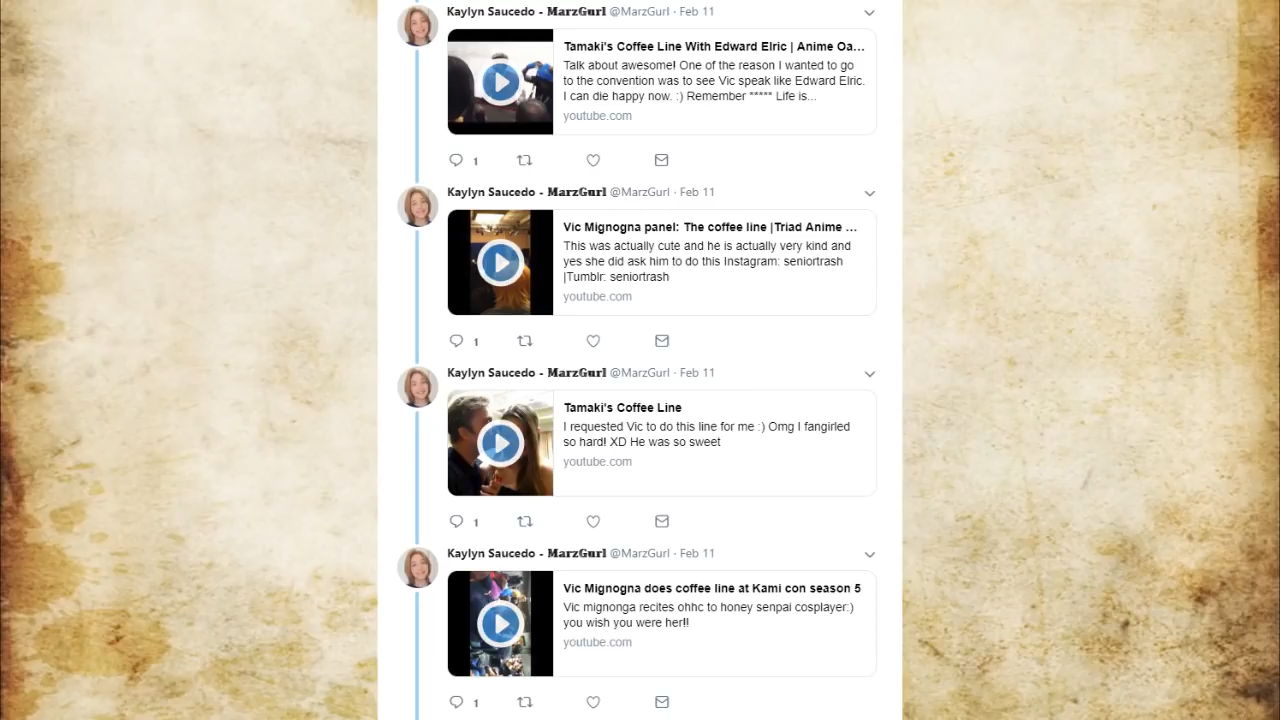 Kaylyn Saucedo - MarzGurl @MarzGurl · Feb 11
Tamaki's Coffee Line With Edward Elric | Anime Oa...
Talk about awesome! One of the reason I wanted to go
to the convention was to see Vic speak like Edward Elric.
I can die happy now. :) Remember ***** Life is...
youtube.com
1
Kaylyn Saucedo - MarzGurl @MarzGurl · Feb 11
Vic Mignogna panel: The coffee line |Triad Anime ...
This was actually cute and he is actually very kind and
yes she did ask him to do this Instagram: seniortrash
|Tumblr: seniortrash
youtube.com
1
Kaylyn Saucedo - MarzGurl @MarzGurl · Feb 11
Tamaki's Coffee Line
I requested Vic to do this line for me :) Omg I fangirled
so hard! XD He was so sweet
youtube.com
1
Kaylyn Saucedo - MarzGurl @MarzGurl · Feb 11
Vic Mignogna does coffee line at Kami con season 5
Vic mignonga recites ohhc to honey senpai cosplayer:)
you wish you were her!!
youtube.com
1